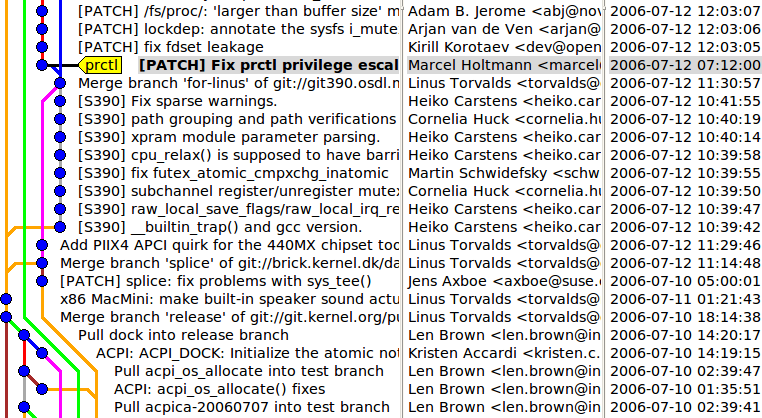 [PATCH] /fs/proc/: 'larger than buffer size' m Adam B. Jerome <abj@nov 2006-07-12 12:03:07
[PATCH] lockdep: annotate the sysfs i_mute Arjan van de Ven <arjan@ 2006-07-12 12:03:06
[PATCH] fix fdset leakage Kirill Korotaev <dev@open 2006-07-12 12:03:05
prctl [PATCH] Fix prctl privilege escal Marcel Holtmann <marcel 2006-07-12 07:12:00
Merge branch 'for-linus' of git://git390.osdl.n Linus Torvalds <torvalds@ 2006-07-12 11:30:57
[S390] Fix sparse warnings. Heiko Carstens <heiko.car 2006-07-12 10:41:55
[S390] path grouping and path verifications Cornelia Huck <cornelia.hu 2006-07-12 10:40:19
[S390] xpram module parameter parsing. Heiko Carstens <heiko.car 2006-07-12 10:40:14
[S390] cpu_relax() is supposed to have barri Heiko Carstens <heiko.car 2006-07-12 10:39:58
[S390] fix futex_atomic_cmpxchg_inatomic Martin Schwidefsky <schw 2006-07-12 10:39:55
[S390] subchannel register/unregister mutex Cornelia Huck <cornelia.hu 2006-07-12 10:39:50
[S390] raw_local_save_flags/raw_local_irq_re Heiko Carstens <heiko.car 2006-07-12 10:39:47
[S390] __builtin_trap() and gcc version. Heiko Carstens <heiko.car 2006-07-12 10:39:42
Add PIIX4 APCI quirk for the 440MX chipset too Linus Torvalds <torvalds@ 2006-07-12 11:29:46
Merge branch 'splice' of git://brick.kernel.dk/da Linus Torvalds <torvalds@ 2006-07-12 11:14:48
[PATCH] splice: fix problems with sys_tee() Jens Axboe <axboe@suse. 2006-07-10 05:00:01
x86 MacMini: make built-in speaker sound actu Linus Torvalds <torvalds@ 2006-07-11 01:21:43
Merge branch 'release' of git://git.kernel.org/pu Linus Torvalds <torvalds@ 2006-07-10 18:14:38
Pull dock into release branch Len Brown <len.brown@in 2006-07-10 14:20:17
ACPI: ACPI_DOCK: Initialize the atomic not Kristen Accardi <kristen.c. 2006-07-10 14:19:15
Pull acpi_os_allocate into test branch Len Brown <len.brown@in 2006-07-10 02:39:47
ACPI: acpi_os_allocate() fixes Len Brown <len.brown@in 2006-07-10 01:35:51
Pull acpica-20060707 into test branch Len Brown <len.brown@in 2006-07-10 02:39:41